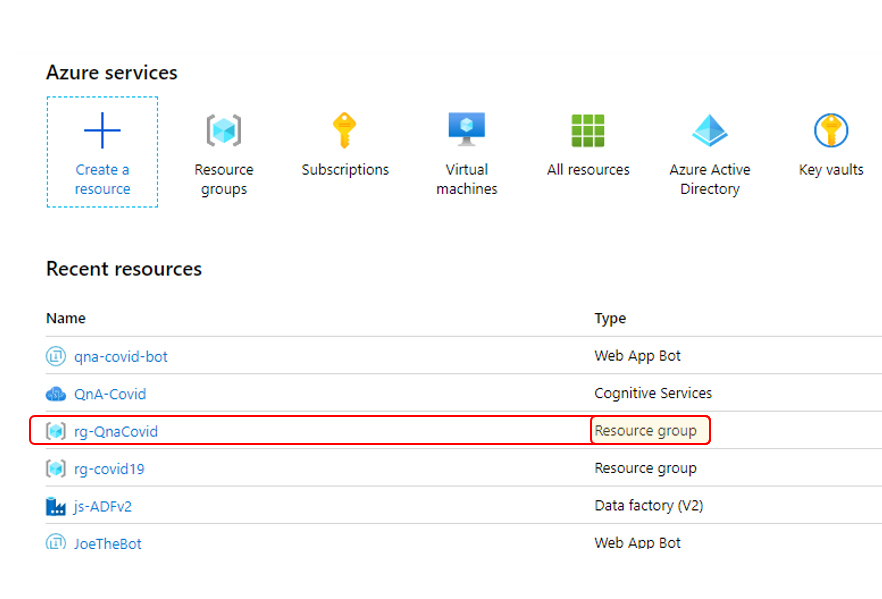 Azure services
Create a
resource
Resource
groups
Subscriptions
Virtual
machines
All resources
Azure Active
Directory
Key vaults
Recent resources
Name Type
qna-covid-bot Web App Bot
QnA-Covid Cognitive Services
rg-QnaCovid Resource group
rg-covid19 Resource group
js-ADFv2 Data factory (V2)
JoeTheBot Web App Bot